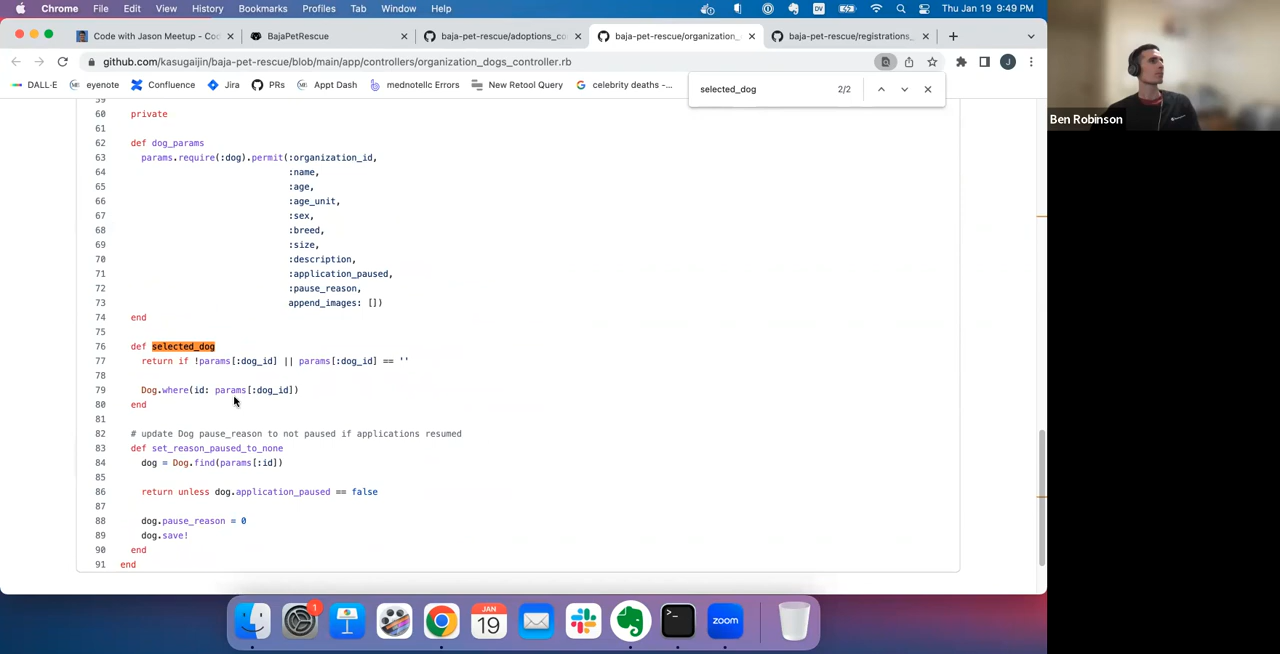 Chrome File Edit View History Bookmarks Profiles Tab Window Help DV Thu Jan 19 9:49 PM
Code with Jason Meetup - Co BajaPetRescue baja-pet-rescue/adoptions_co baja-pet-rescue/organization_ baja-pet-rescue/registrations_
github.com/kasugaijin/baja-pet-rescue/blob/main/app/controllers/organization_dogs_controller.rb J
DALL-E eyenote Confluence Jira PRs Appt Dash mednotellc Errors New Retool Query celebrity deaths -...
selected_dog 2/2
59
60 private
61
62 def dog_params
63 params.require(:dog).permit(:organization_id,
64 :name,
65 :age,
66 :age_unit,
67 :sex,
68 :breed,
69 :size,
70 :description,
71 :application_paused,
72 :pause_reason,
73 append_images: [])
74 end
75
76 def selected_dog
77 return if !params[:dog_id] || params[:dog_id] == ''
78
79 Dog.where(id: params[:dog_id])
80 end
81
82 # update Dog pause_reason to not paused if applications resumed
83 def set_reason_paused_to_none
84 dog = Dog.find(params[:id])
85
86 return unless dog.application_paused == false
87
88 dog.pause_reason = 0
89 dog.save!
90 end
91 end
Ben Robinson
1
JAN
19
zoom